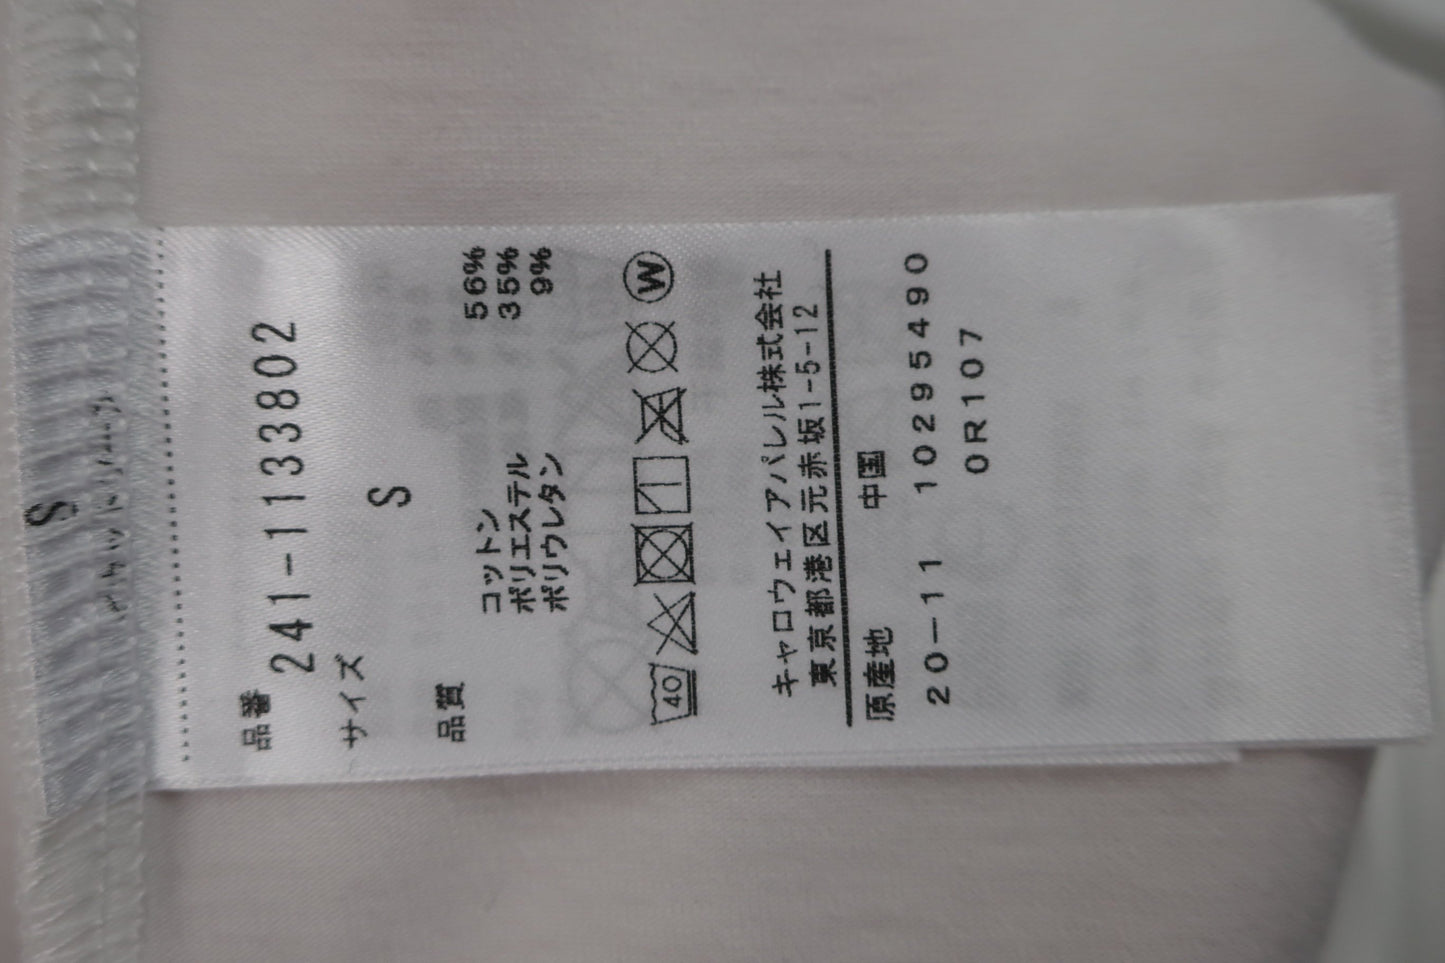 S
品番
241-1133802
サイズ
S
品質
コットン 56%
ポリエステル 35%
ポリウレタン 9%
40 W
キャロウェイアパレル株式会社
東京都港区元赤坂1-5-12
原産地 中国
20-11 10295490
0R107